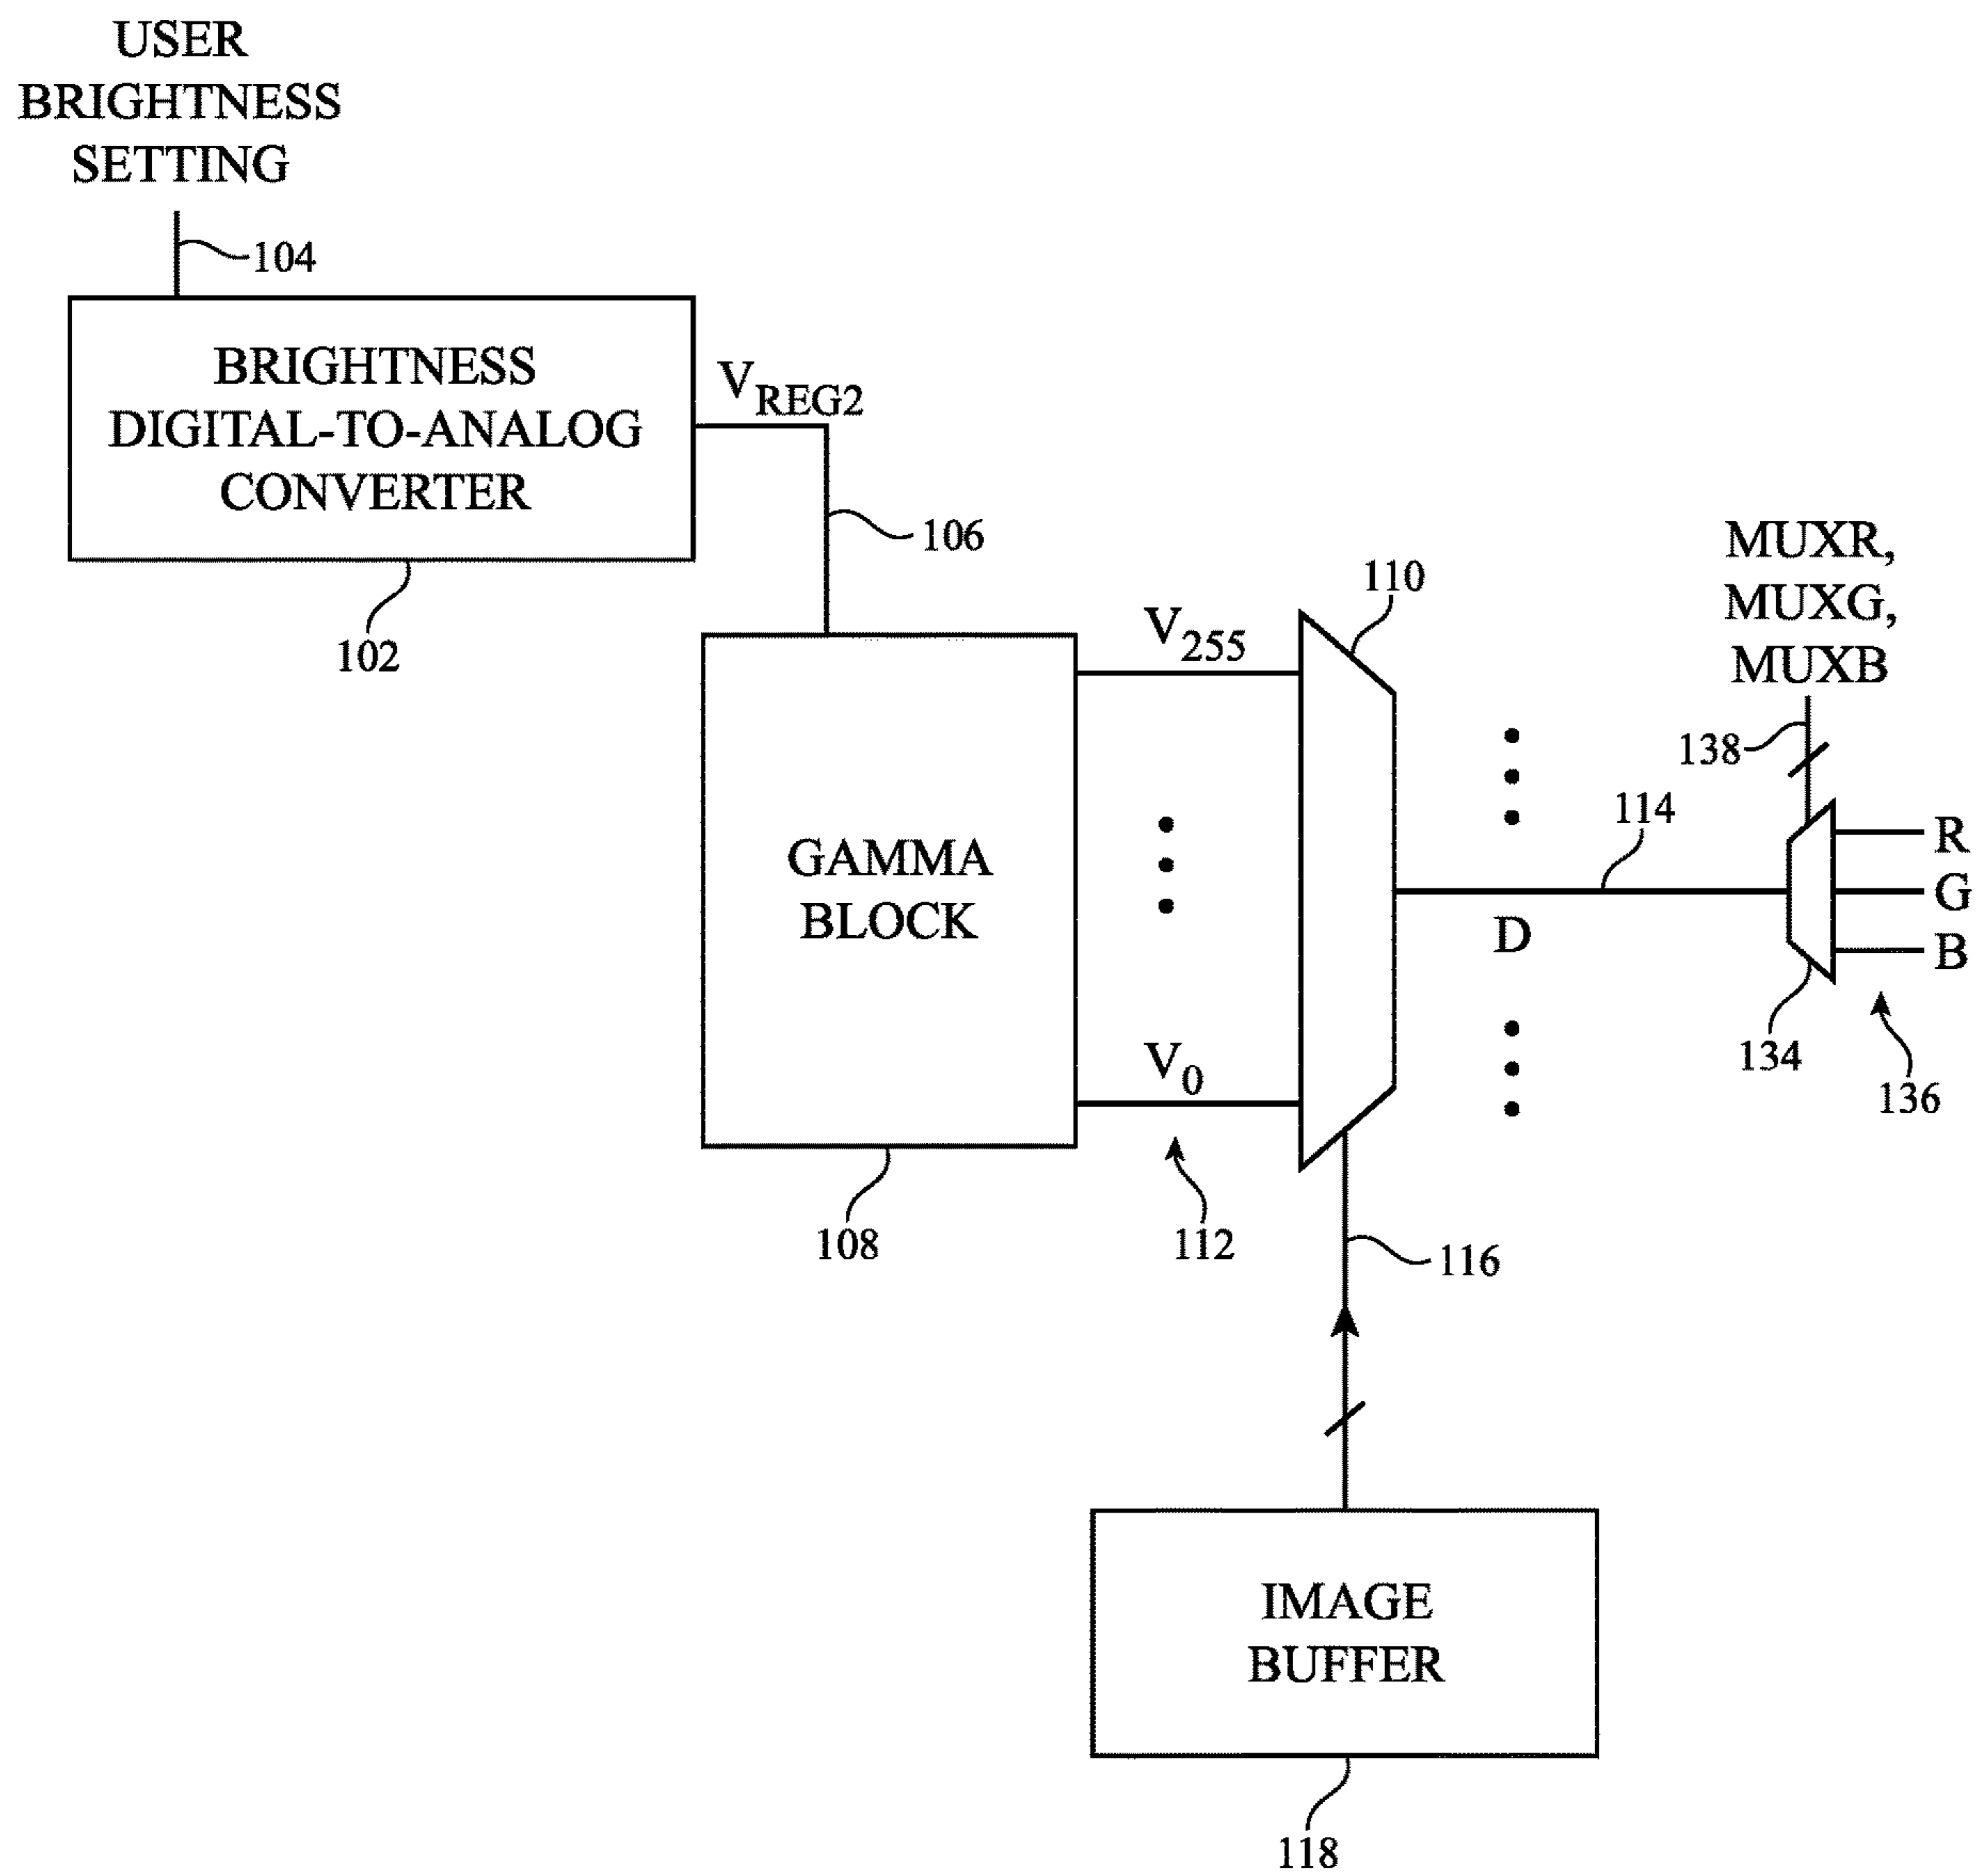 USER
BRIGHTNESS
SETTING
104
BRIGHTNESS
DIGITAL-TO-ANALOG
CONVERTER
102
VREG2
106
GAMMA
BLOCK
108
V255
V0
112
110
116
IMAGE
BUFFER
118
D
114
MUXR,
MUXG,
MUXB
138
R
G
B
134
136